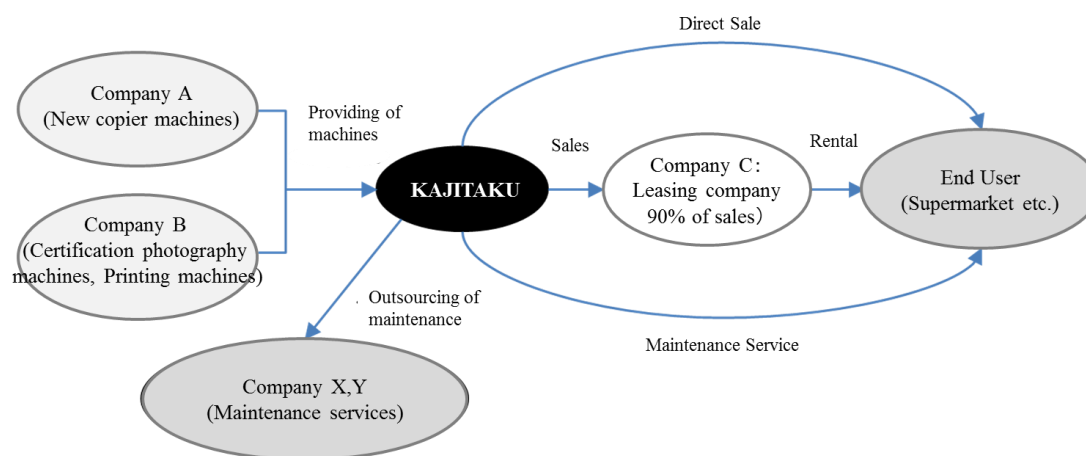 Direct Sale
Company A
(New copier machines)
Providing of
machines
KAJITAKU
Sales
Company C：
Leasing company
90% of sales）
Rental
End User
(Supermarket etc.)
Company B
(Certification photography
machines, Printing machines)
Outsourcing of
maintenance
Maintenance Service
Company X,Y
(Maintenance services)